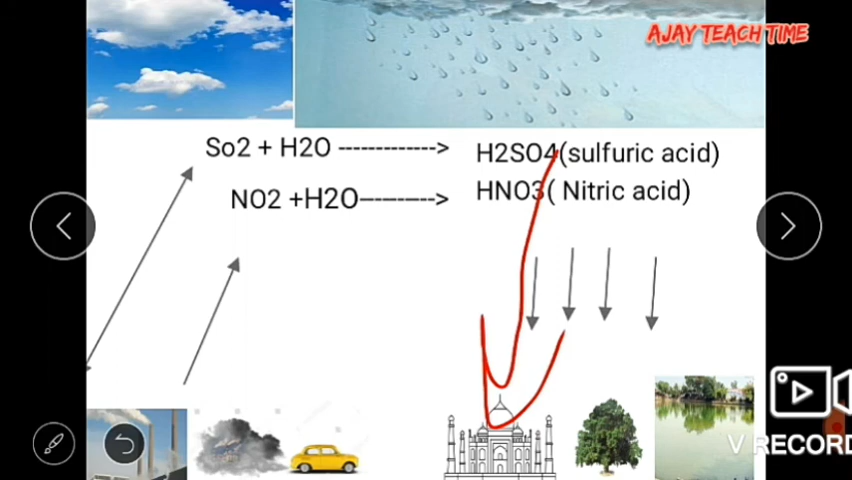 AJAY TEACH TIME
So2 + H2O -------------> H2SO4(sulfuric acid)
NO2 +H2O----------> HNO3( Nitric acid)
V RECORD